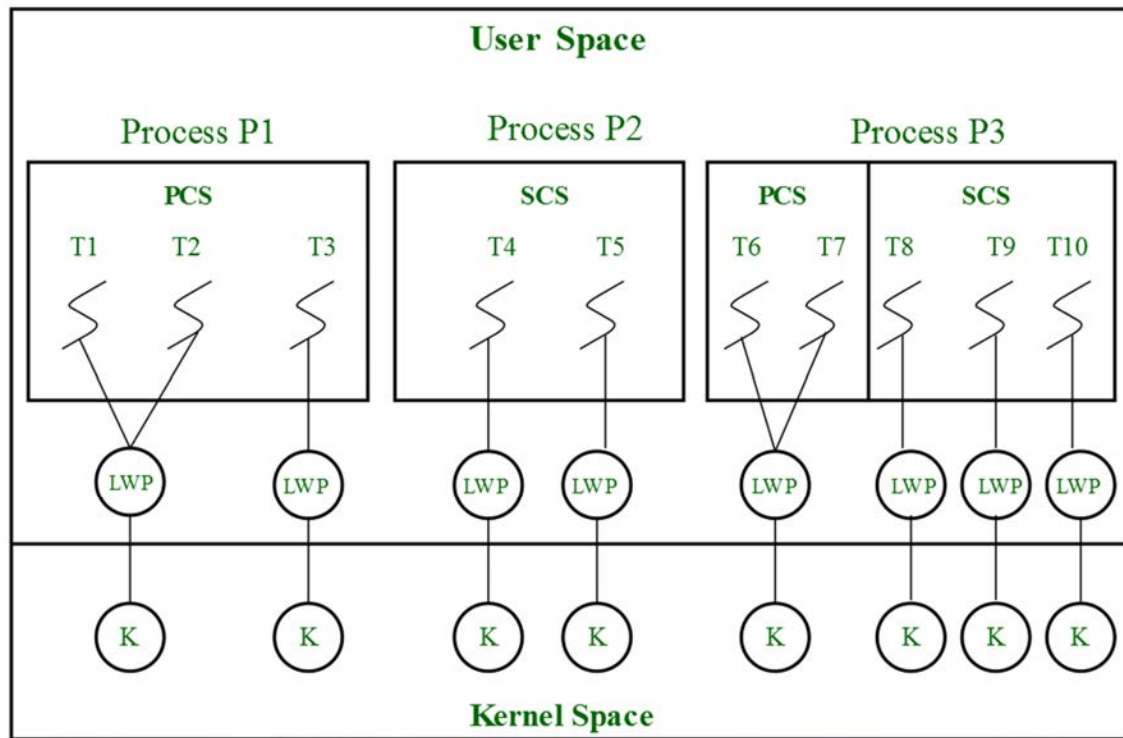 User Space
Process P1 Process P2 Process P3
PCS SCS PCS SCS
T1 T2 T3 T4 T5 T6 T7 T8 T9 T10
LWP LWP LWP LWP LWP LWP LWP LWP
K K K K K K K K
Kernel Space